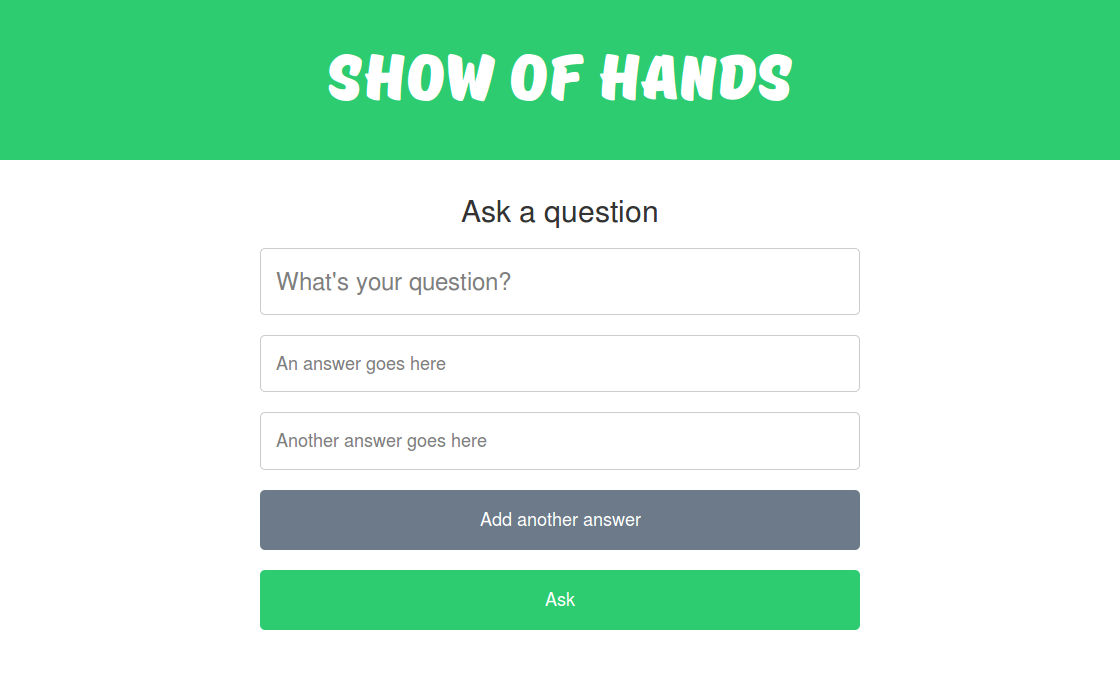 SHOW OF HANDS
Ask a question
What's your question?
An answer goes here
Another answer goes here
Add another answer
Ask